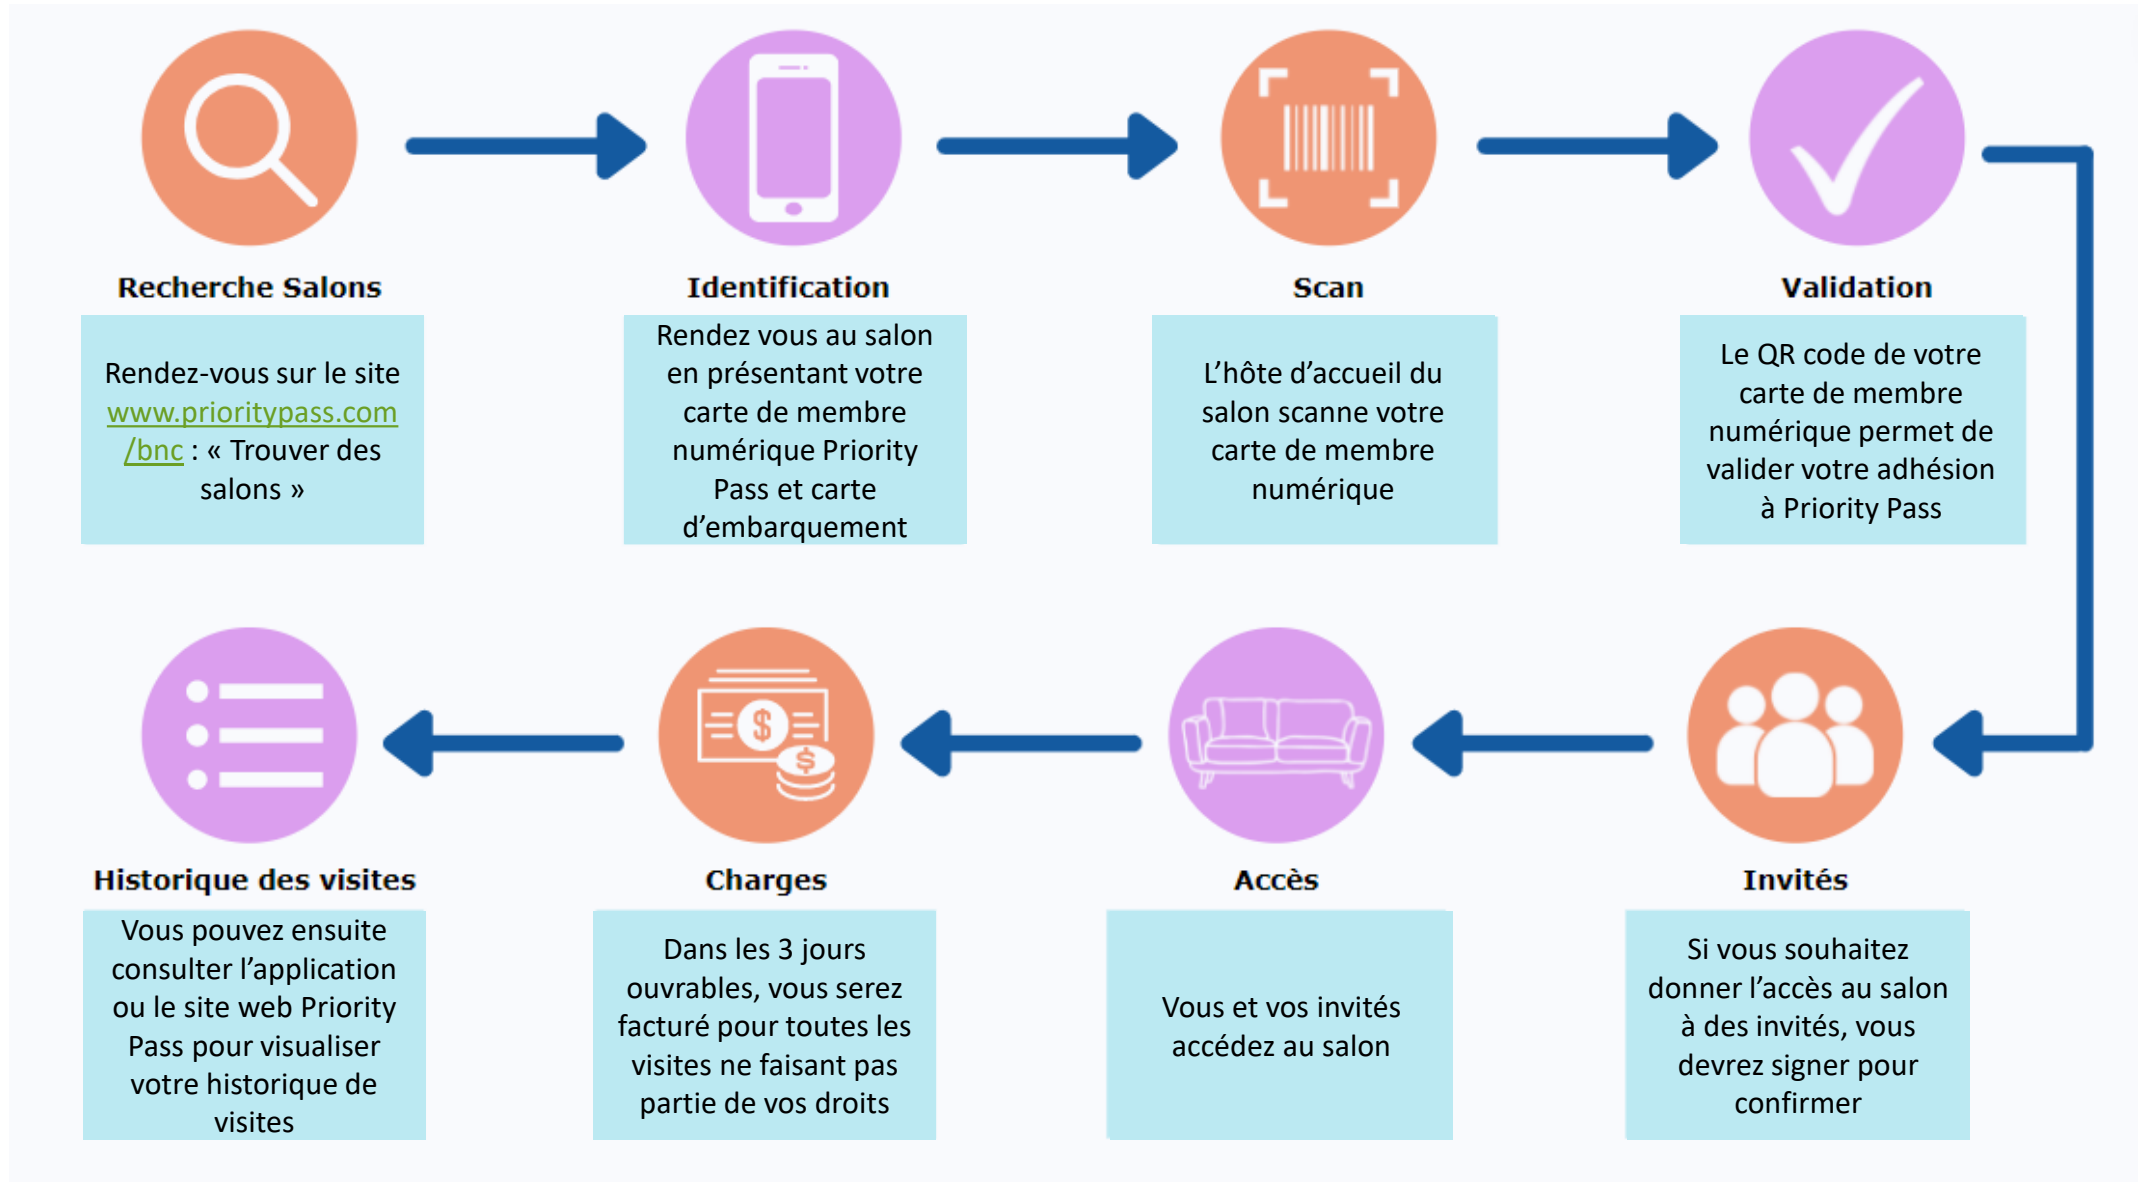 Recherche Salons
Rendez-vous sur le site
www.prioritypass.com
/bnc : « Trouver des
salons »
Identification
Rendez vous au salon
en présentant votre
carte de membre
numérique Priority
Pass et carte
d’embarquement
Scan
L’hôte d’accueil du
salon scanne votre
carte de membre
numérique
Validation
Le QR code de votre
carte de membre
numérique permet de
valider votre adhésion
à Priority Pass
Invités
Si vous souhaitez
donner l’accès au salon
à des invités, vous
devrez signer pour
confirmer
Accès
Vous et vos invités
accédez au salon
Charges
Dans les 3 jours
ouvrables, vous serez
facturé pour toutes les
visites ne faisant pas
partie de vos droits
Historique des visites
Vous pouvez ensuite
consulter l’application
ou le site web Priority
Pass pour visualiser
votre historique de
visites